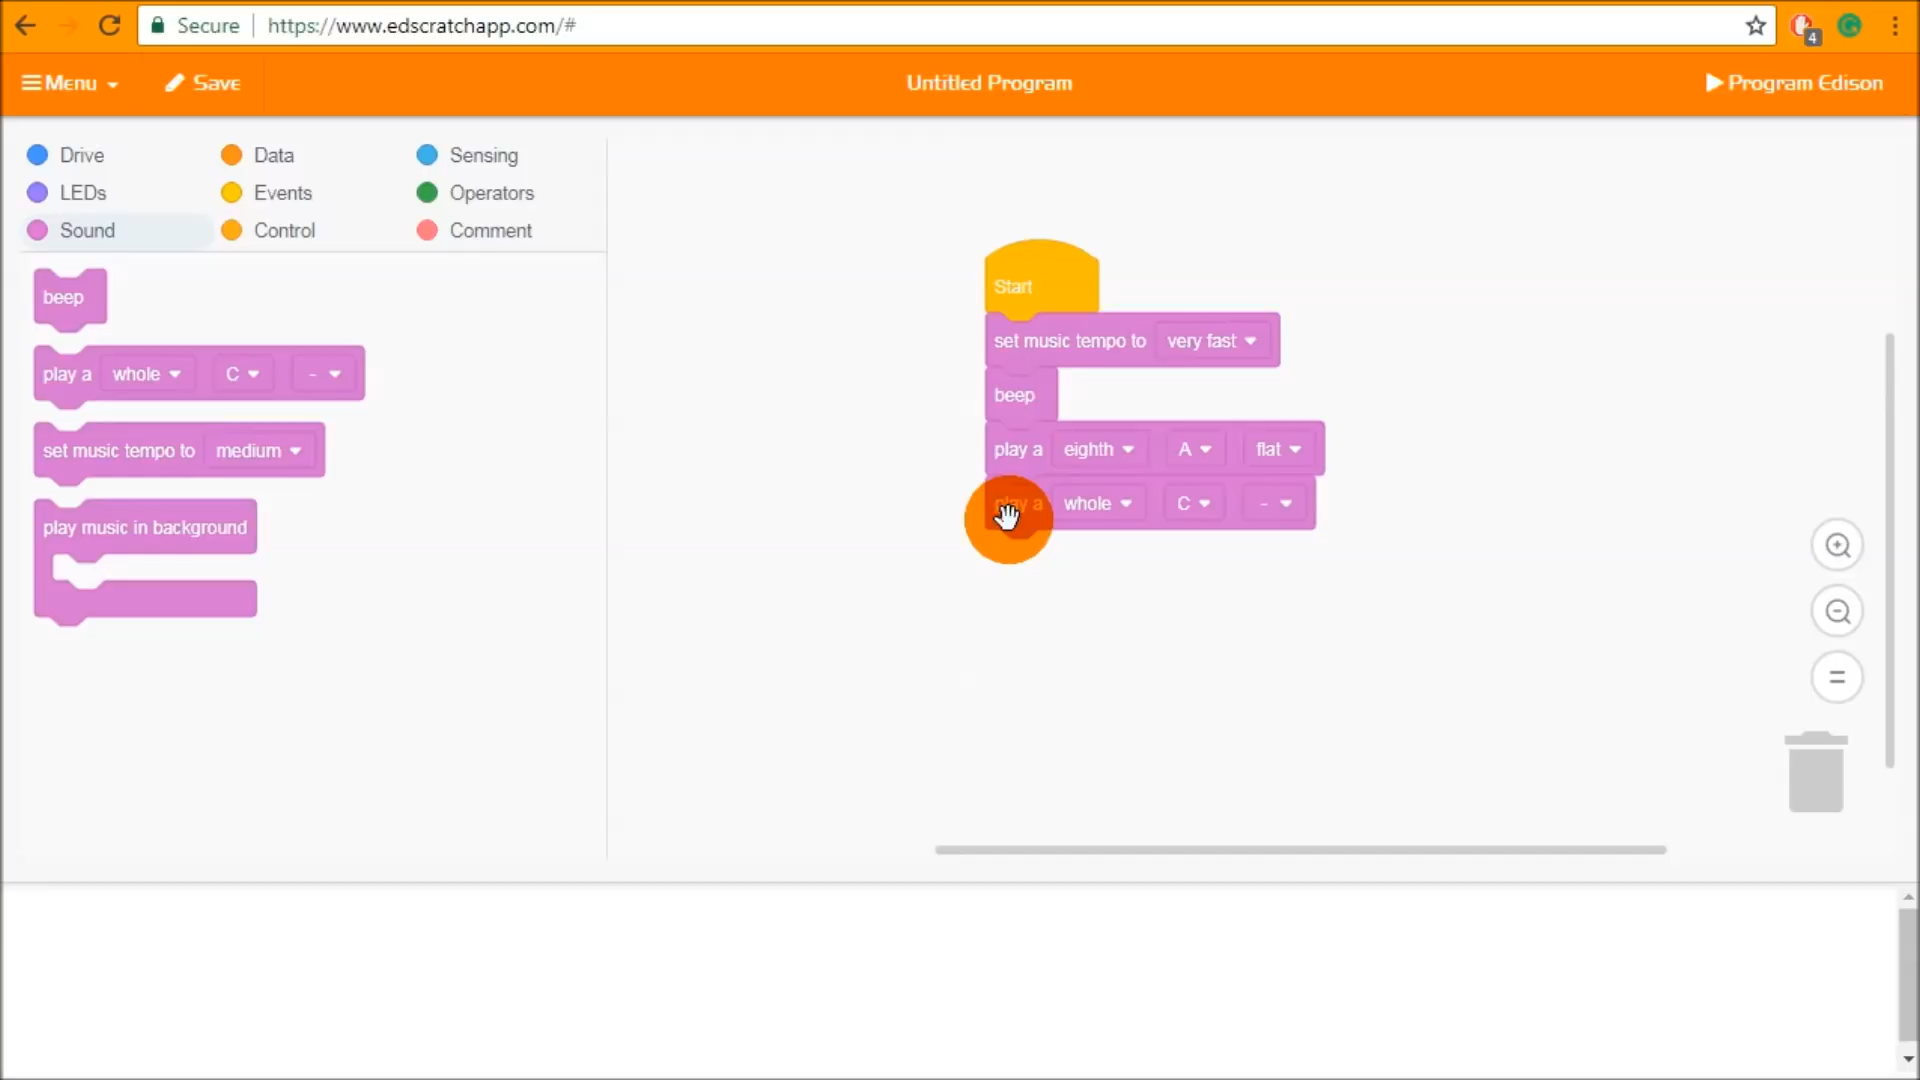 Secure https://www.edscratchapp.com/#
4
Menu Save Untitled Program Program Edison
Drive Data Sensing
LEDs Events Operators
Sound Control Comment
beep
play a whole C -
set music tempo to medium
play music in background
Start
set music tempo to very fast
beep
play a eighth A flat
play a whole C -